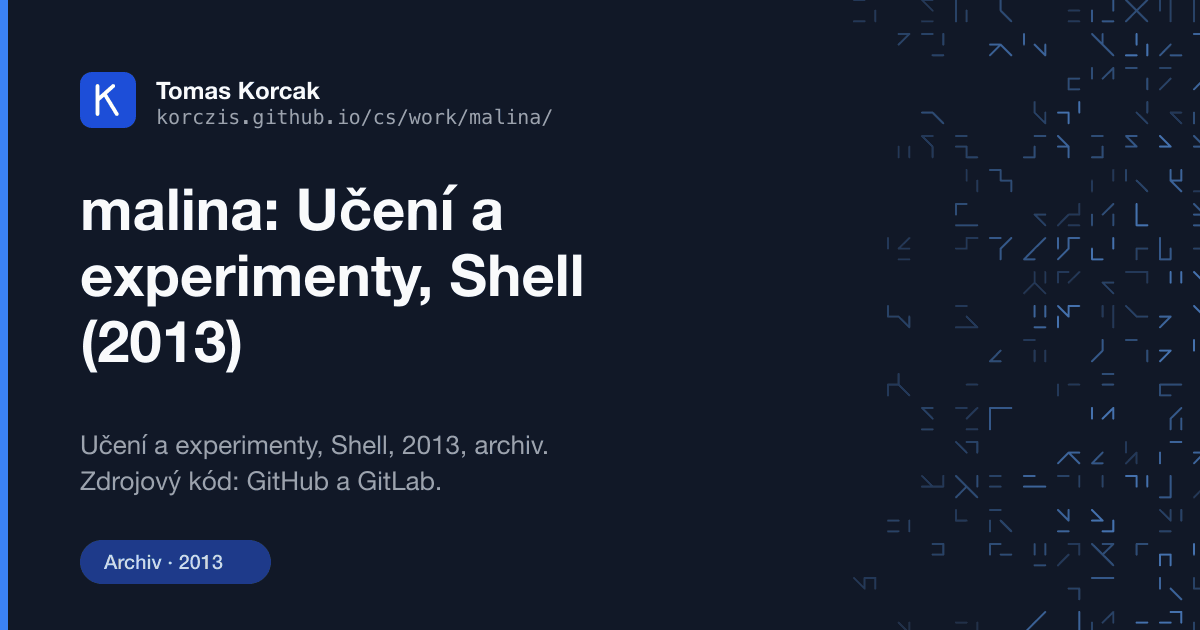 K
Tomas Korcak
korczis.github.io/cs/work/malina/
malina: Učení a
experimenty, Shell
(2013)
Učení a experimenty, Shell, 2013, archiv.
Zdrojový kód: GitHub a GitLab.
Archiv · 2013